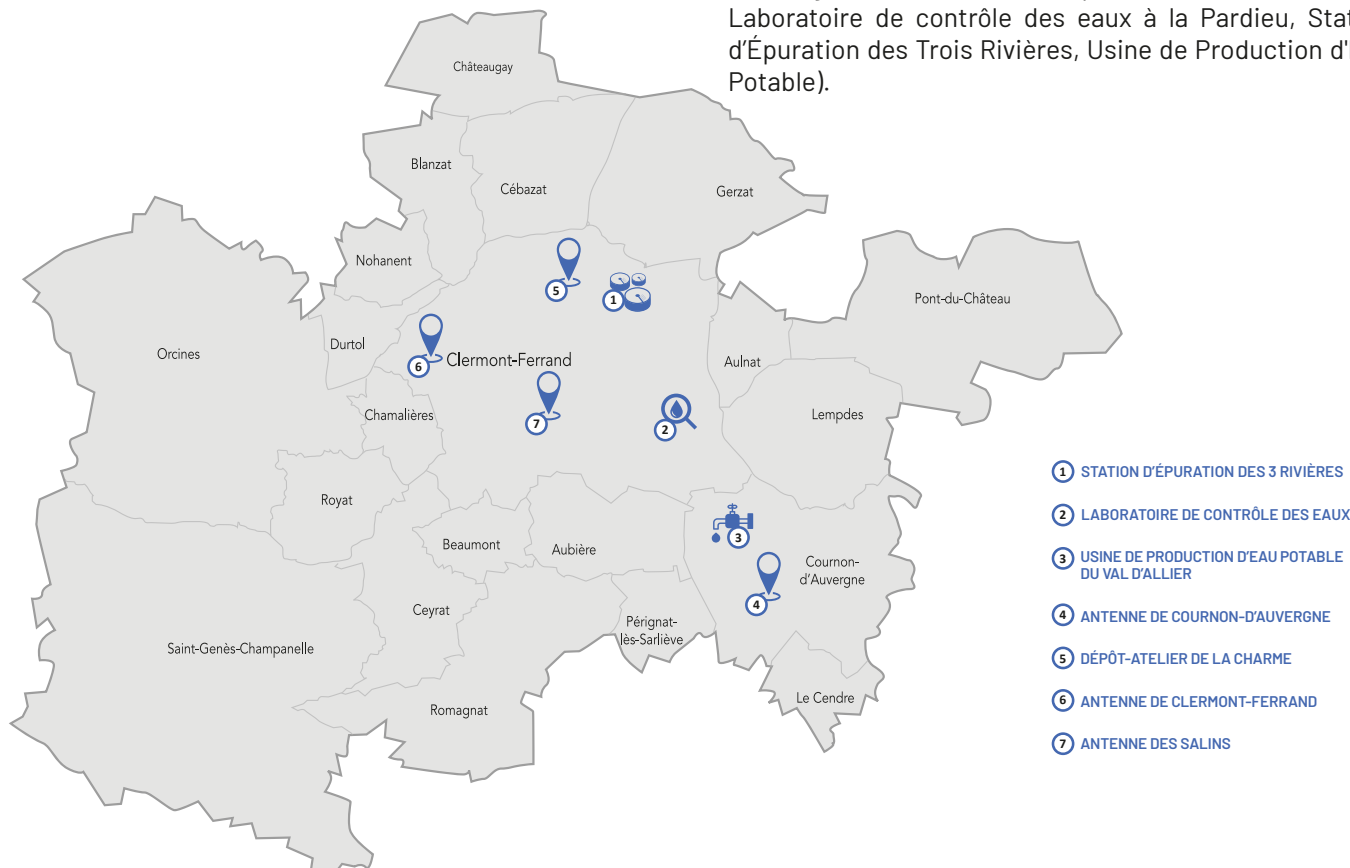 Laboratoire de contrôle des eaux à la Pardieu,
d'Épuration des Trois Rivières, Usine de Production
Potable).
Châteaugay
Blanzat
Cébazat
Gerzat
Nohanent
5
1
Pont-du-Château
Orcines
Durtol
6
Clermont-Ferrand
Aulnat
Chamalières
7
2
Lempdes
Royat
Beaumont
Aubière
3
Cournon-
d'Auvergne
4
Ceyrat
Pérignat-
lès-Sarliève
Saint-Genès-Champanelle
Romagnat
Le Cendre
1 STATION D'ÉPURATION DES 3 RIVIÈRES
2 LABORATOIRE DE CONTRÔLE DES EAUX
3 USINE DE PRODUCTION D'EAU POTABLE
DU VAL D'ALLIER
4 ANTENNE DE COURNON-D'AUVERGNE
5 DÉPÔT-ATELIER DE LA CHARME
6 ANTENNE DE CLERMONT-FERRAND
7 ANTENNE DES SALINS